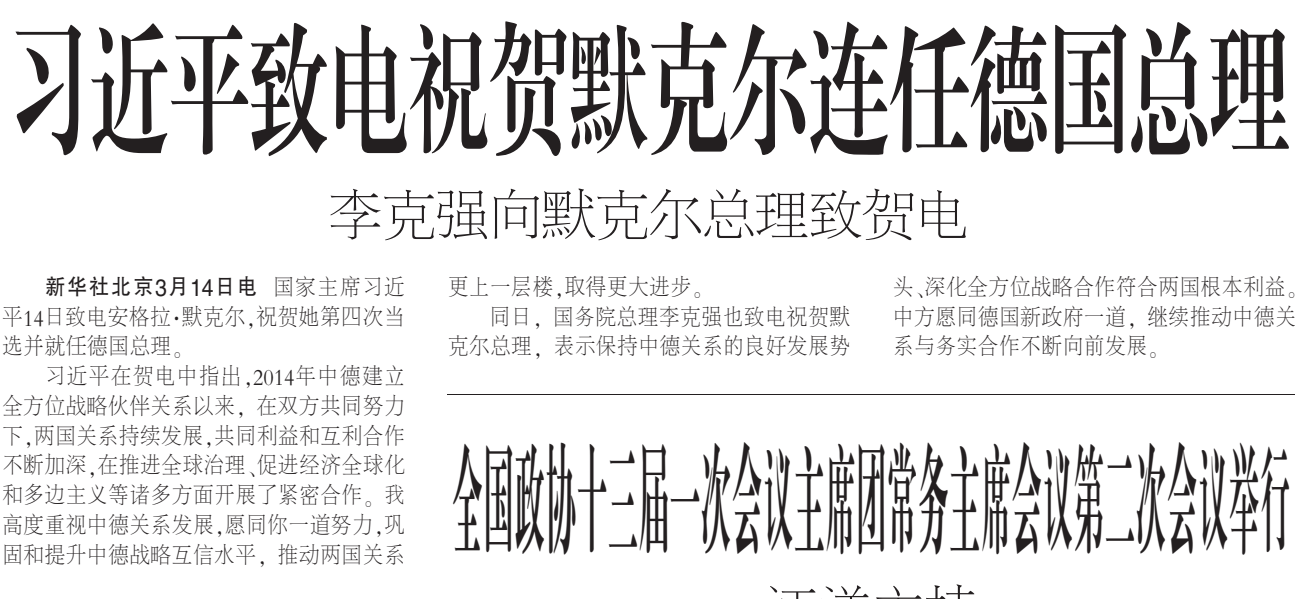 习近平致电祝贺默克尔连任德国总理
李克强向默克尔总理致贺电
新华社北京3月14日电 国家主席习近
平14日致电安格拉·默克尔,祝贺她第四次当
选并就任德国总理。
习近平在贺电中指出,2014年中德建立
全方位战略伙伴关系以来，在双方共同努力
下,两国关系持续发展,共同利益和互利合作
不断加深,在推进全球治理、促进经济全球化
和多边主义等诸多方面开展了紧密合作。我
高度重视中德关系发展,愿同你一道努力,巩
固和提升中德战略互信水平，推动两国关系
更上一层楼,取得更大进步。
同日，国务院总理李克强也致电祝贺默
克尔总理，表示保持中德关系的良好发展势
头、深化全方位战略合作符合两国根本利益。
中方愿同德国新政府一道，继续推动中德关
系与务实合作不断向前发展。
全国政协十三届一次会议主席团常务主席会议第二次会议举行